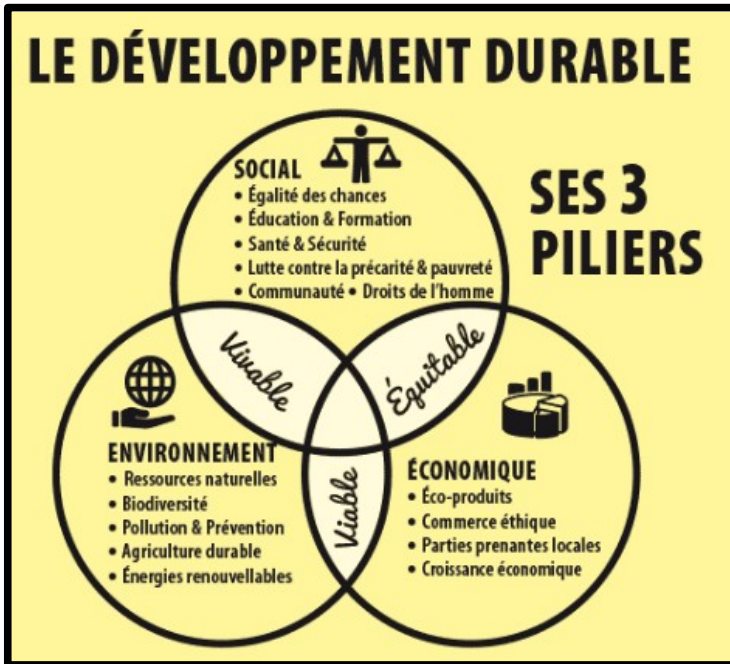 LE DÉVELOPPEMENT DURABLE
SES 3
PILIERS
SOCIAL
• Égalité des chances
• Éducation & Formation
• Santé & Sécurité
• Lutte contre la précarité & pauvreté
• Communauté • Droits de l'homme
Vivable
Équitable
ENVIRONNEMENT
• Ressources naturelles
• Biodiversité
• Pollution & Prévention
• Agriculture durable
• Énergies renouvellables
Viable
ÉCONOMIQUE
• Éco-produits
• Commerce éthique
• Parties prenantes locales
• Croissance économique